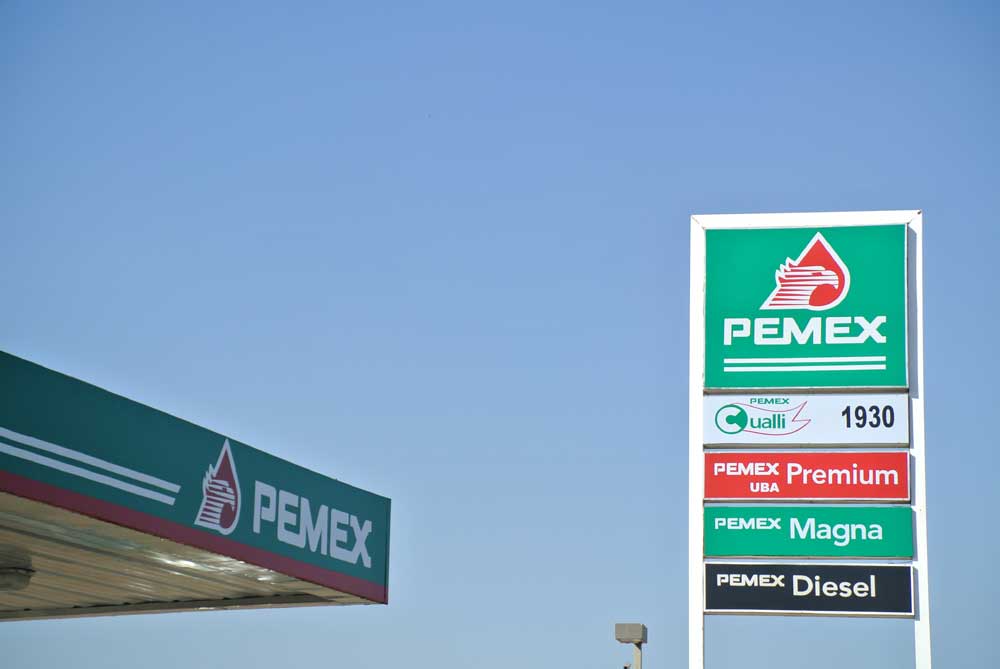 PEMEX
PEMEX
Cualli 1930
PEMEX Premium
UBA
PEMEX Magna
PEMEX Diesel
PEMEX